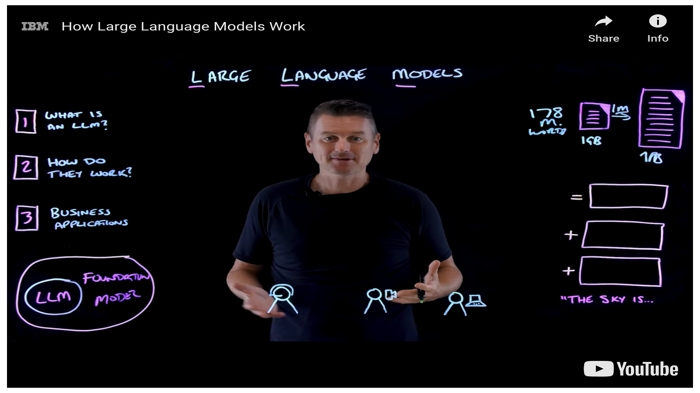 IBM
How Large Language Models Work
Share
Info
LARGE LANGUAGE MODELS
1
WHAT IS
AN LLM?
2
HOW DO
THEY WORK?
3
BUSINESS
APPLICATIONS
LLM
FOUNDATION
MODEL
178
M.
WORDS
1GB
1m
1PB
=
+
+
"THE SKY IS...
YouTube